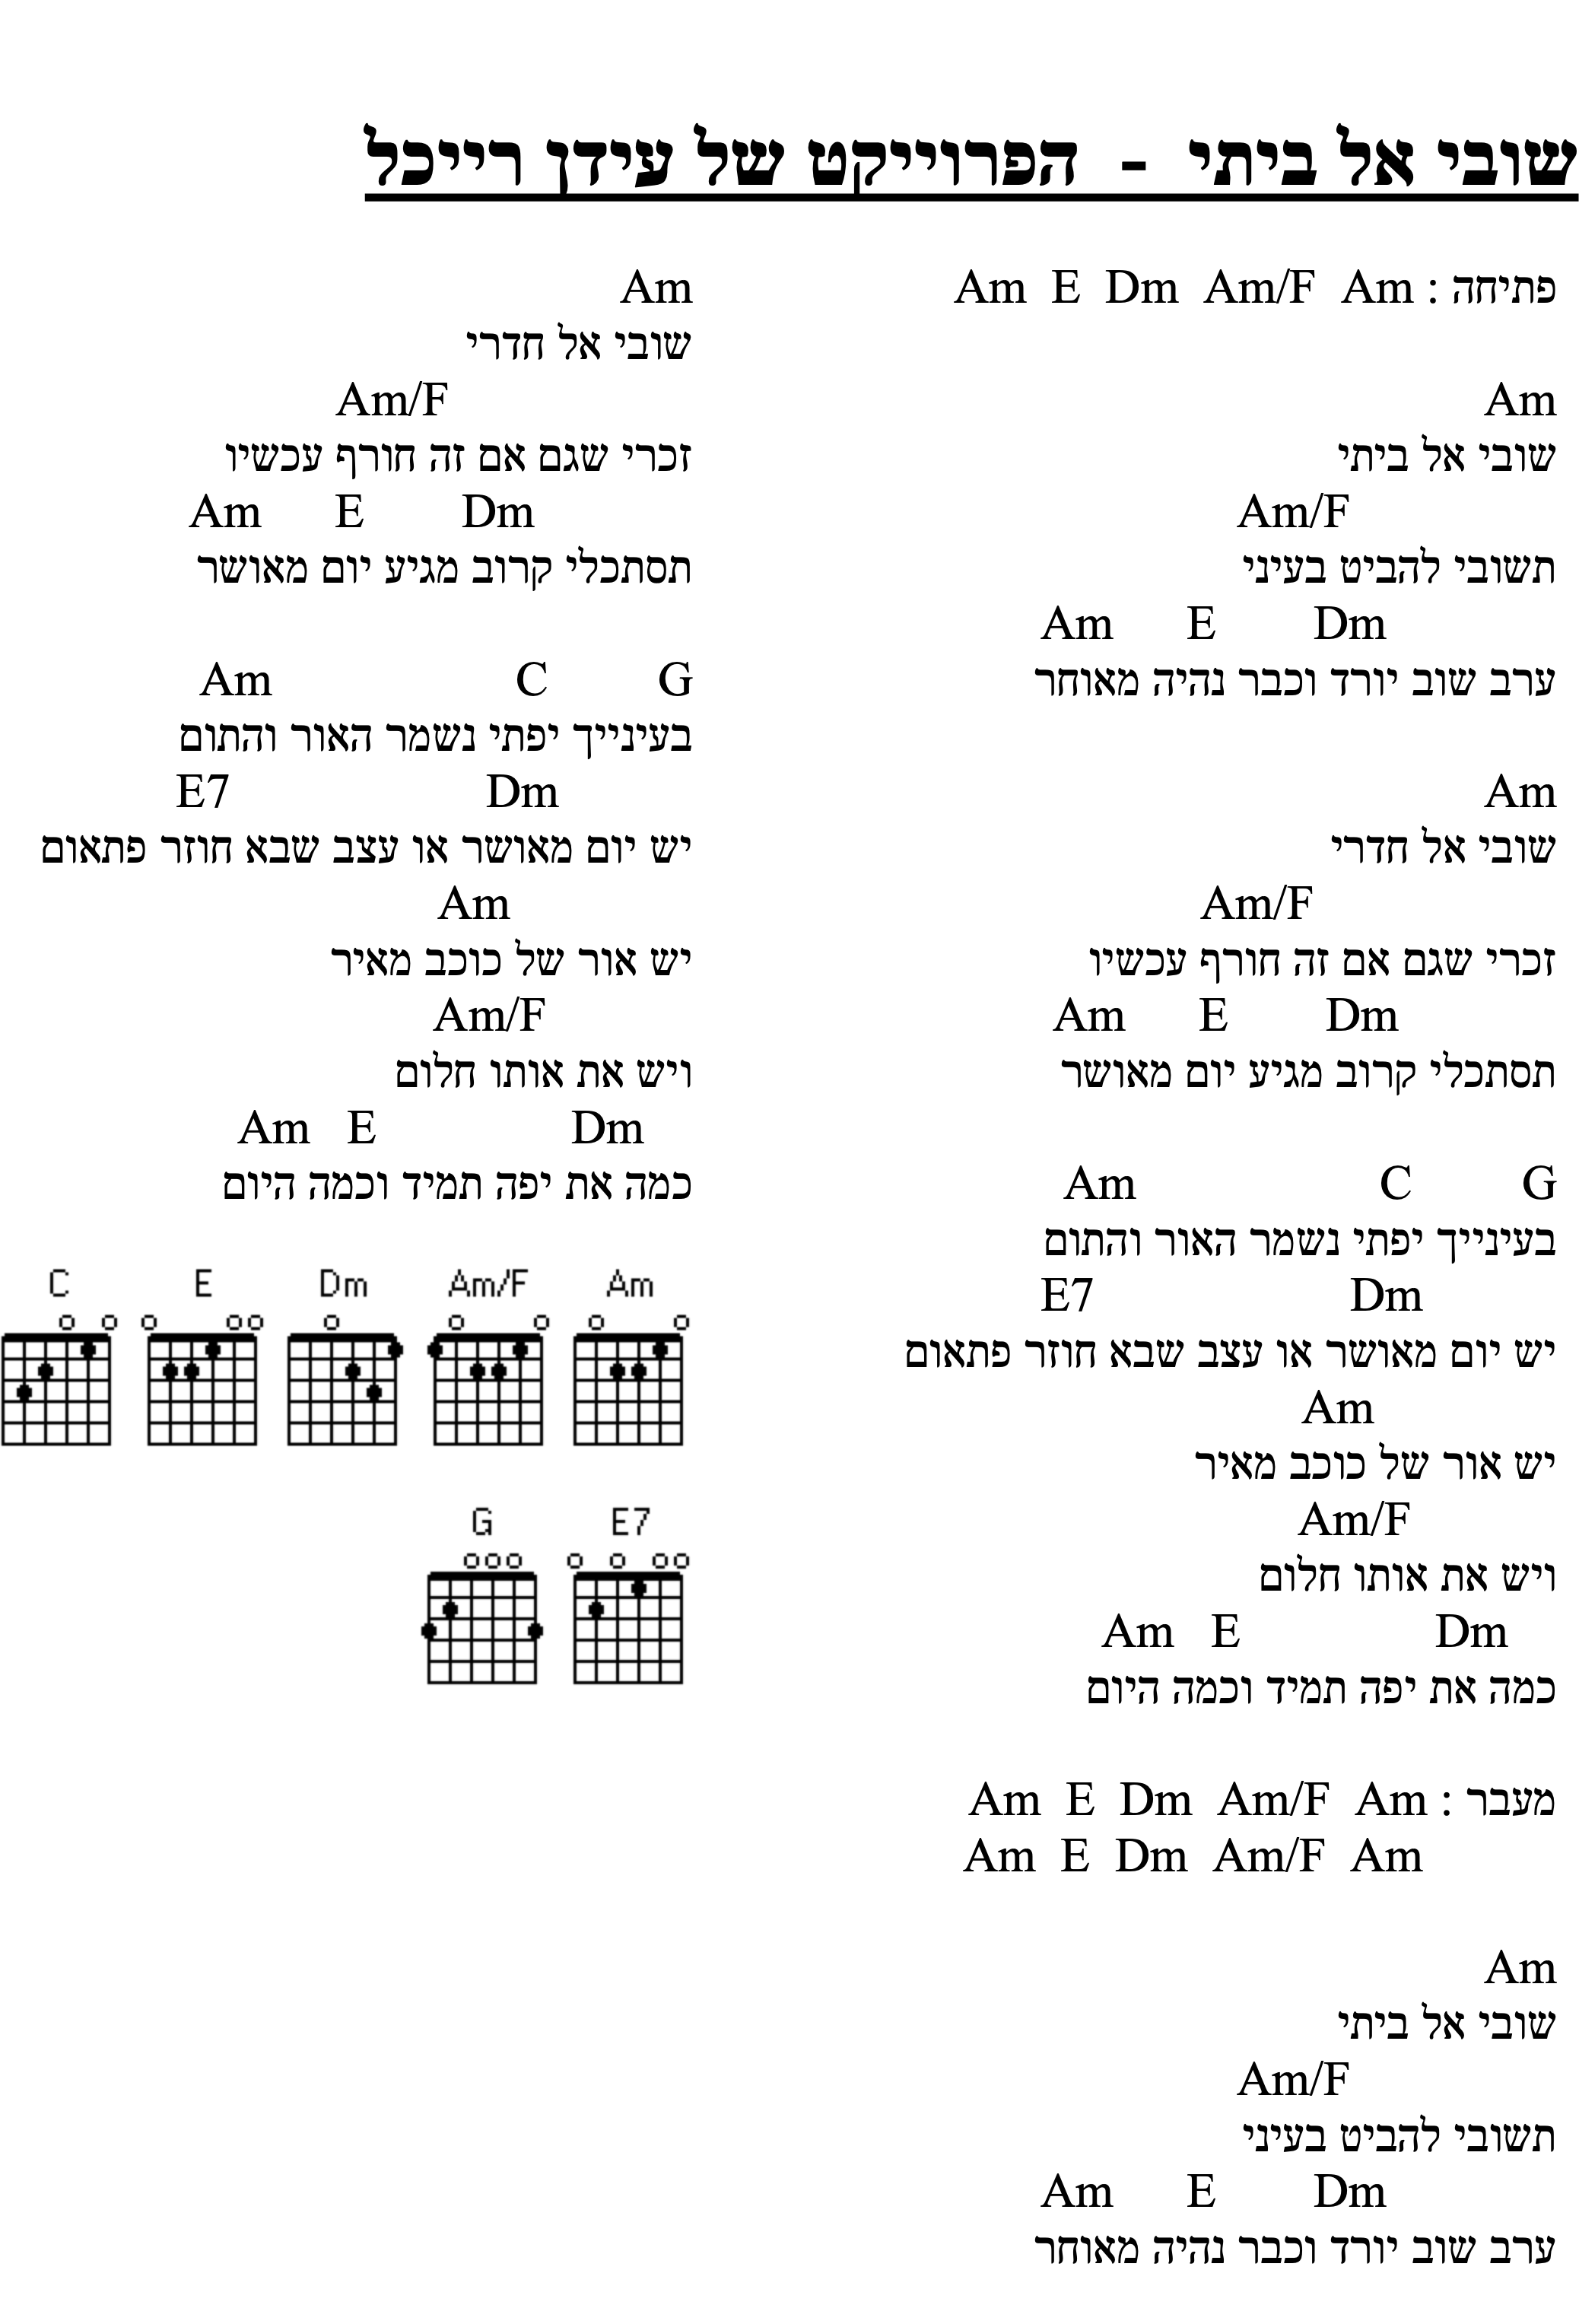 שובי אל ביתי - הפרוייקט של עידן רייכל
פתיחה : Am Am/F Dm E Am
Am
שובי אל ביתי
Am/F
תשובי להביט בעיני
Dm E Am
ערב שוב יורד וכבר נהיה מאוחר
Am
שובי אל חדרי
Am/F
זכרי שגם אם זה חורף עכשיו
Dm E Am
תסתכלי קרוב מגיע יום מאושר
G C Am
בעינייך יפתי נשמר האור והתום
Dm E7
יש יום מאושר או עצב שבא חוזר פתאום
Am
יש אור של כוכב מאיר
Am/F
ויש את אותו חלום
Dm E Am
כמה את יפה תמיד וכמה היום
מעבר : Am Am/F Dm E Am
Am Am/F Dm E Am
Am
שובי אל ביתי
Am/F
תשובי להביט בעיני
Dm E Am
ערב שוב יורד וכבר נהיה מאוחר
Am
שובי אל חדרי
Am/F
זכרי שגם אם זה חורף עכשיו
Dm E Am
תסתכלי קרוב מגיע יום מאושר
G C Am
בעינייך יפתי נשמר האור והתום
Dm E7
יש יום מאושר או עצב שבא חוזר פתאום
Am
יש אור של כוכב מאיר
Am/F
ויש את אותו חלום
Dm E Am
כמה את יפה תמיד וכמה היום
Am Am/F Dm E C
E7 G